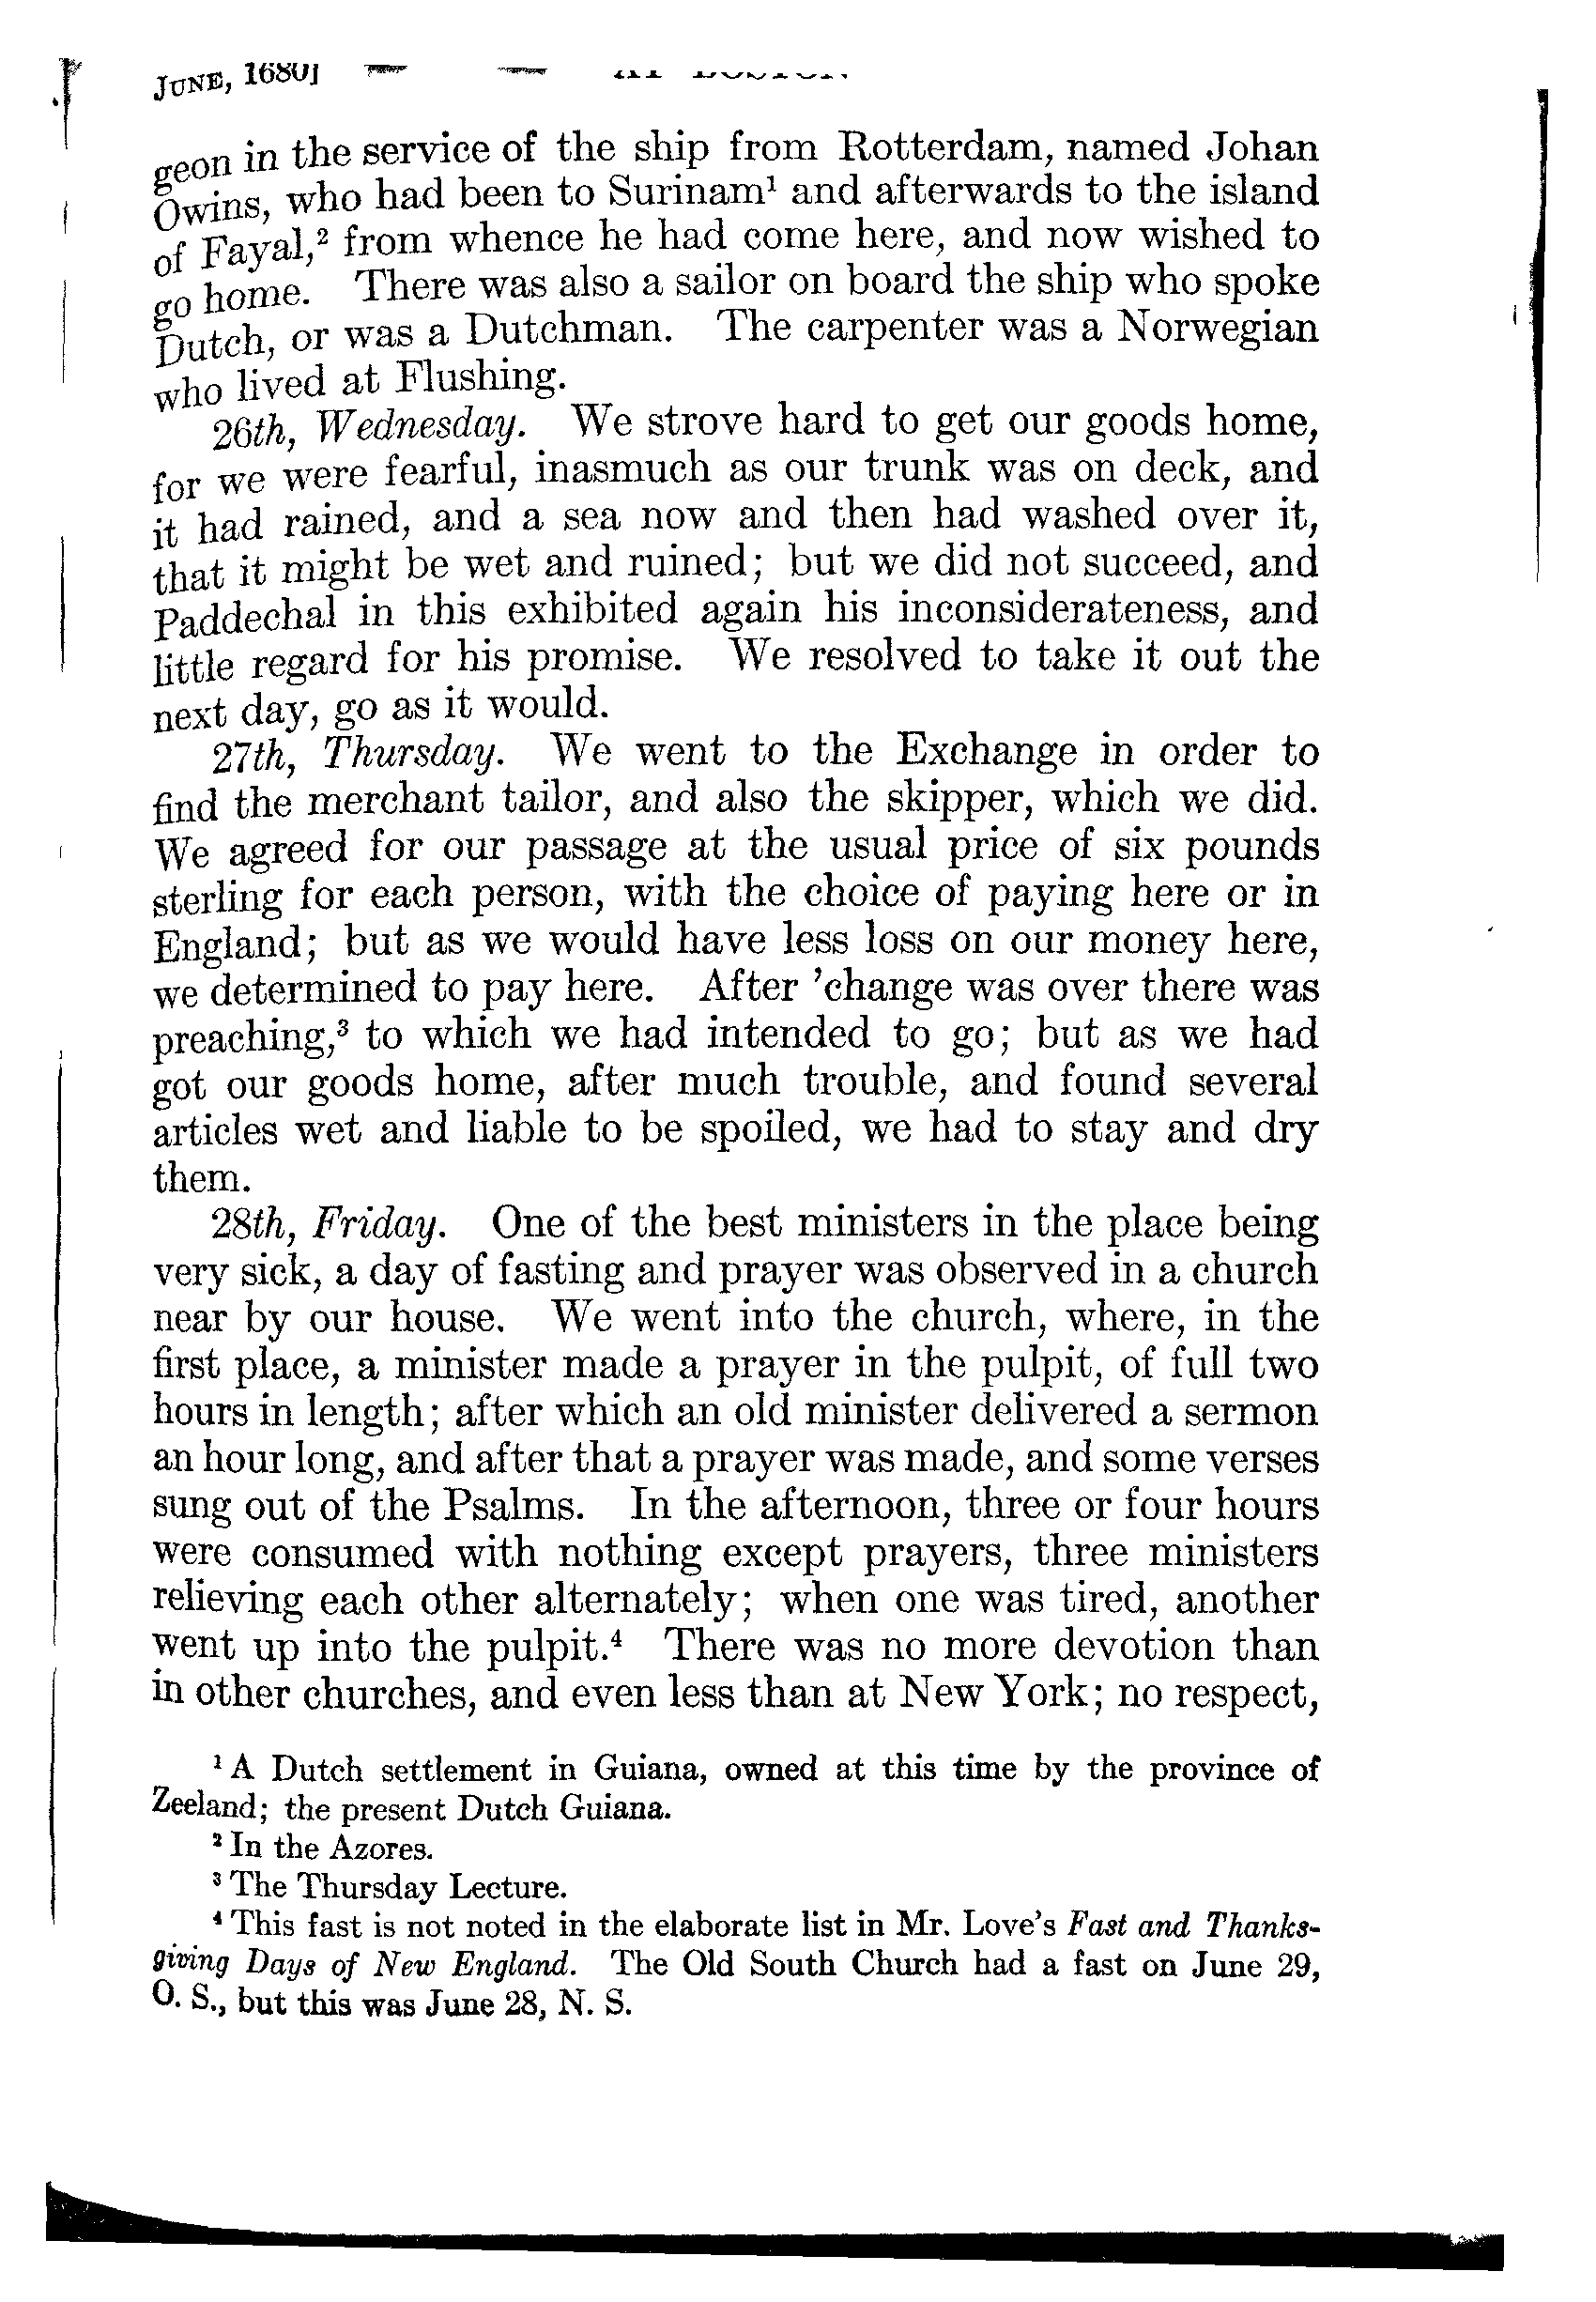 JUNE, 1680]
geon in the service of the ship from Rotterdam, named Johan
Owins, who had been to Surinam¹ and afterwards to the island
of Fayal,² from whence he had come here, and now wished to
go home. There was also a sailor on board the ship who spoke
Dutch, or was a Dutchman. The carpenter was a Norwegian
who lived at Flushing.
26th, Wednesday. We strove hard to get our goods home,
for we were fearful, inasmuch as our trunk was on deck, and
it had rained, and a sea now and then had washed over it,
that it might be wet and ruined; but we did not succeed, and
Paddechal in this exhibited again his inconsiderateness, and
little regard for his promise. We resolved to take it out the
next day, go as it would.
27th, Thursday. We went to the Exchange in order to
find the merchant tailor, and also the skipper, which we did.
We agreed for our passage at the usual price of six pounds
sterling for each person, with the choice of paying here or in
England; but as we would have less loss on our money here,
we determined to pay here. After 'change was over there was
preaching,³ to which we had intended to go; but as we had
got our goods home, after much trouble, and found several
articles wet and liable to be spoiled, we had to stay and dry
them.
28th, Friday. One of the best ministers in the place being
very sick, a day of fasting and prayer was observed in a church
near by our house. We went into the church, where, in the
first place, a minister made a prayer in the pulpit, of full two
hours in length; after which an old minister delivered a sermon
an hour long, and after that a prayer was made, and some verses
sung out of the Psalms. In the afternoon, three or four hours
were consumed with nothing except prayers, three ministers
relieving each other alternately; when one was tired, another
went up into the pulpit.⁴ There was no more devotion than
in other churches, and even less than at New York; no respect,
¹ A Dutch settlement in Guiana, owned at this time by the province of
Zeeland; the present Dutch Guiana.
² In the Azores.
³ The Thursday Lecture.
⁴ This fast is not noted in the elaborate list in Mr. Love's Fast and Thanks-
giving Days of New England. The Old South Church had a fast on June 29,
O. S., but this was June 28, N. S.